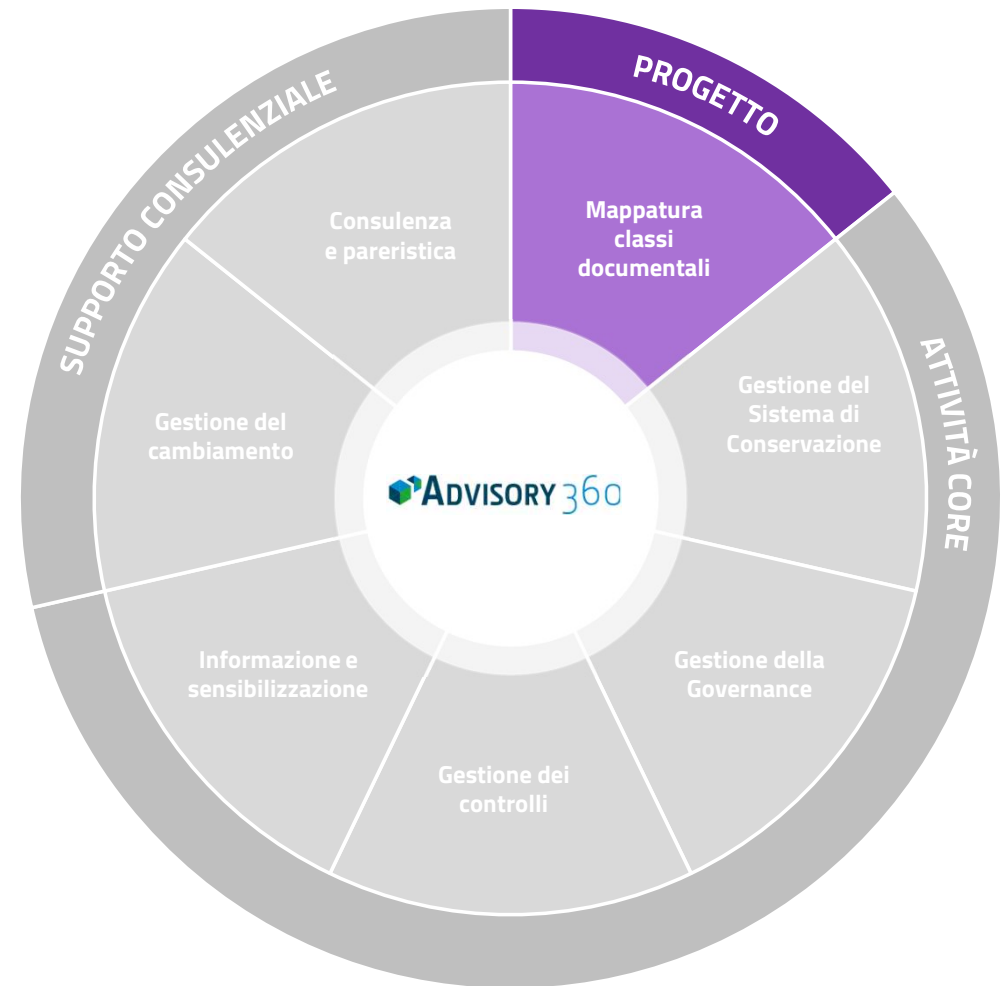 SUPPORTO CONSULENZIALE
PROGETTO
ATTIVITÀ CORE
Consulenza
e pareristica
Mappatura
classi
documentali
Gestione del
Sistema di
Conservazione
Gestione della
Governance
Gestione dei
controlli
Informazione e
sensibilizzazione
Gestione del
cambiamento
ADVISORY 360